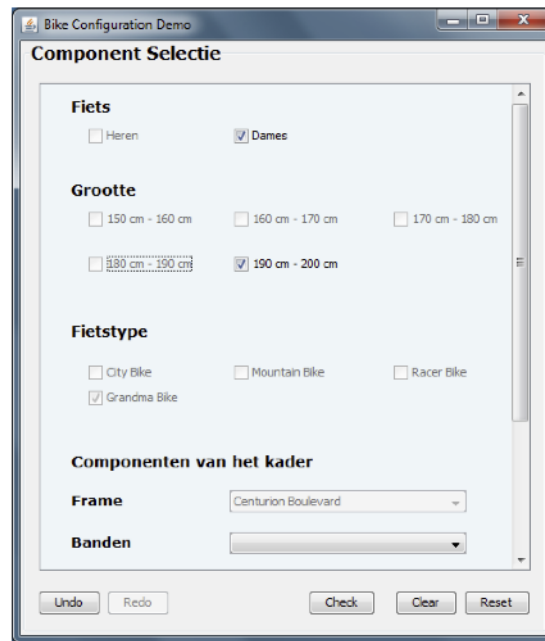 Bike Configuration Demo
Component Selectie
Fiets
Heren Dames
Grootte
150 cm - 160 cm 160 cm - 170 cm 170 cm - 180 cm
180 cm - 190 cm 190 cm - 200 cm
Fietstype
City Bike Mountain Bike Racer Bike
Grandma Bike
Componenten van het kader
Frame Centurion Boulevard
Banden
Undo Redo Check Clear Reset